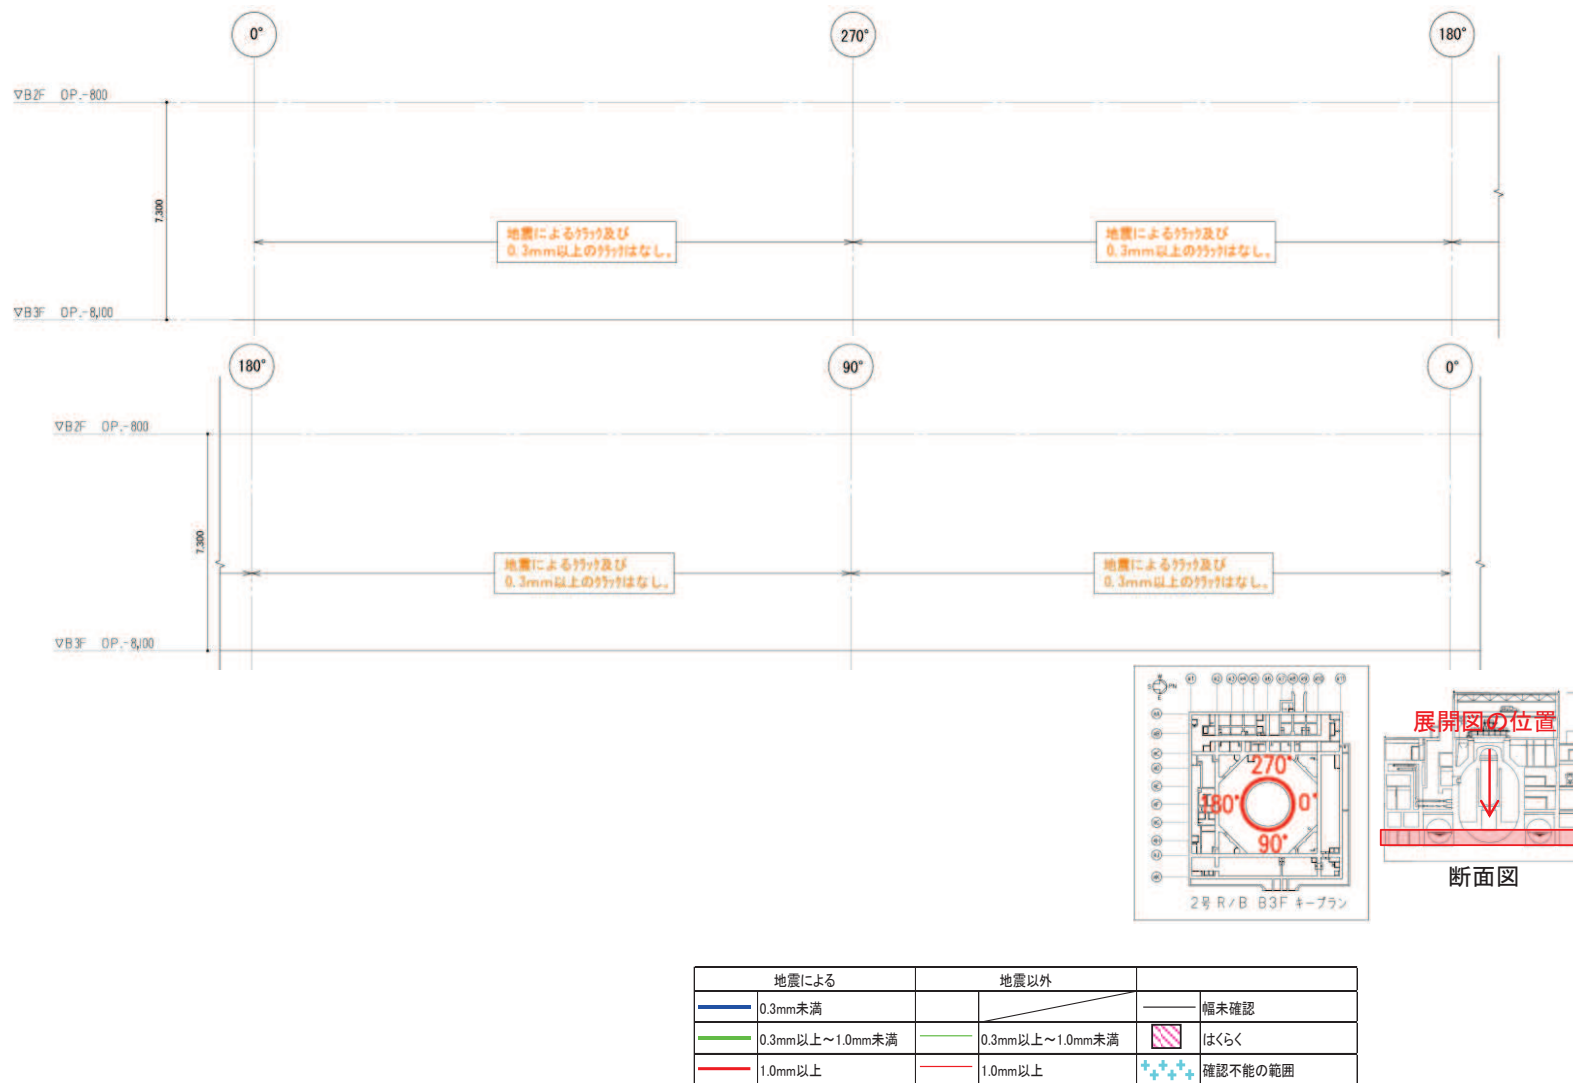 0°
270°
180°
▽B2F OP.-800
7,300
地震によるｸﾗｯｸ及び
0.3mm以上のｸﾗｯｸはなし。
地震によるｸﾗｯｸ及び
0.3mm以上のｸﾗｯｸはなし。
▽B3F OP.-8,100
180°
90°
0°
▽B2F OP.-800
7,300
地震によるｸﾗｯｸ及び
0.3mm以上のｸﾗｯｸはなし。
地震によるｸﾗｯｸ及び
0.3mm以上のｸﾗｯｸはなし。
▽B3F OP.-8,100
270°
180°
0°
90°
2号 R/B B3F キープラン
展開図の位置
断面図
地震による
地震以外
0.3mm未満
幅未確認
0.3mm以上～1.0mm未満
0.3mm以上～1.0mm未満
はくらく
1.0mm以上
1.0mm以上
確認不能の範囲